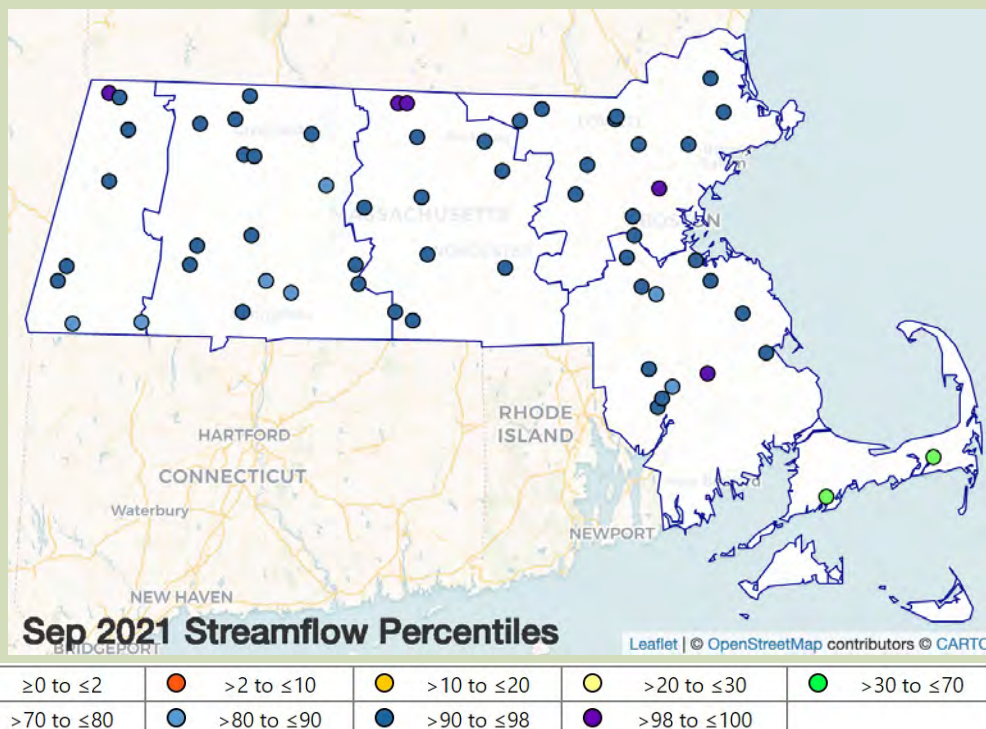 MASSACHUSETTS
WORCESTER
BOSTON
RHODE
ISLAND
HARTFORD
CONNECTICUT
Waterbury
NEWPORT
NEW HAVEN
Sep 2021 Streamflow Percentiles
BRIDGEPORT
Leaflet | © OpenStreetMap contributors © CARTO
≥0 to ≤2 >2 to ≤10 >10 to ≤20 >20 to ≤30 >30 to ≤70
>70 to ≤80 >80 to ≤90 >90 to ≤98 >98 to ≤100